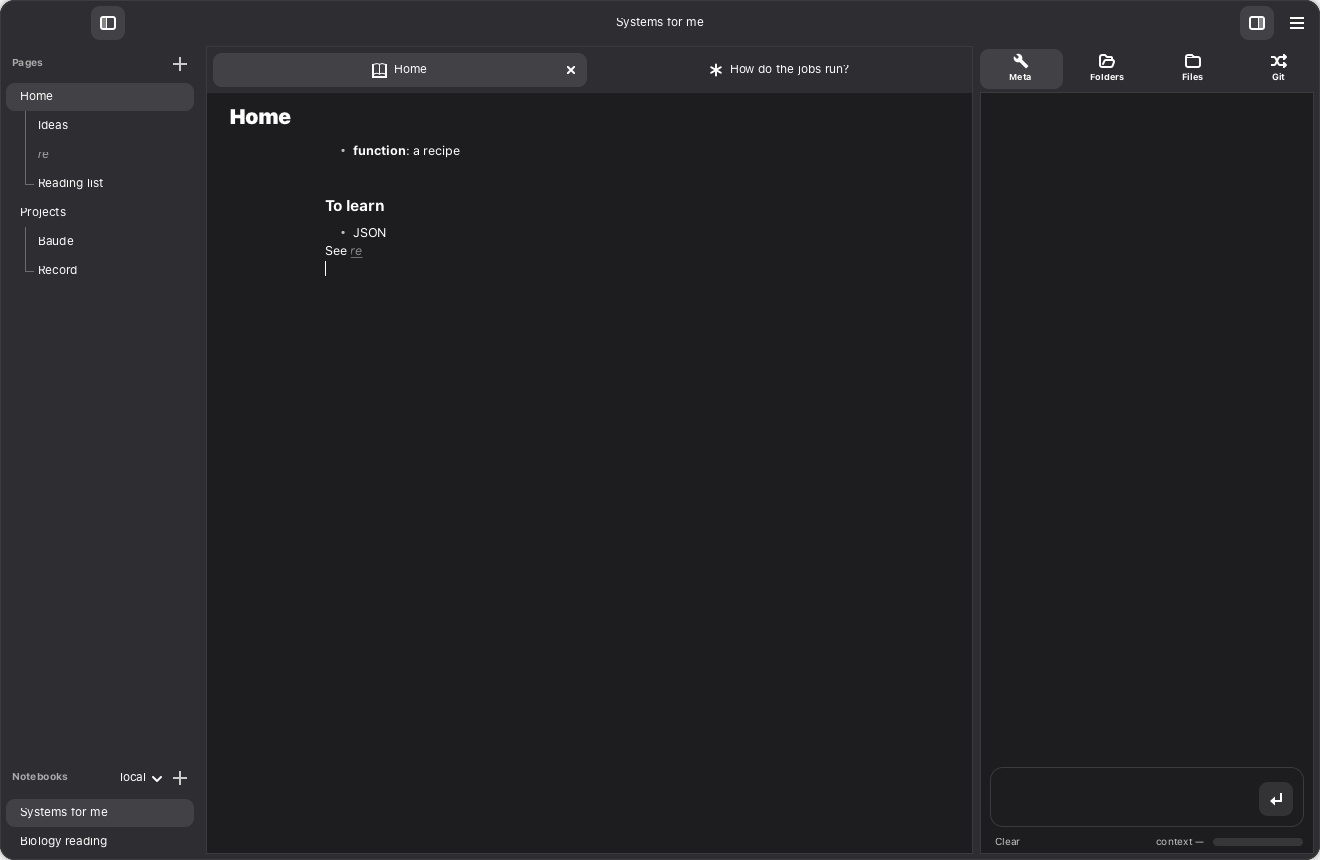 Systems for me
Pages
Home
Ideas
re
Reading list
Projects
Baude
Record
Notebooks
local
Systems for me
Biology reading
Home
How do the jobs run?
Home
• function: a recipe
To learn
• JSON
See re
Meta
Folders
Files
Git
Clear
context —